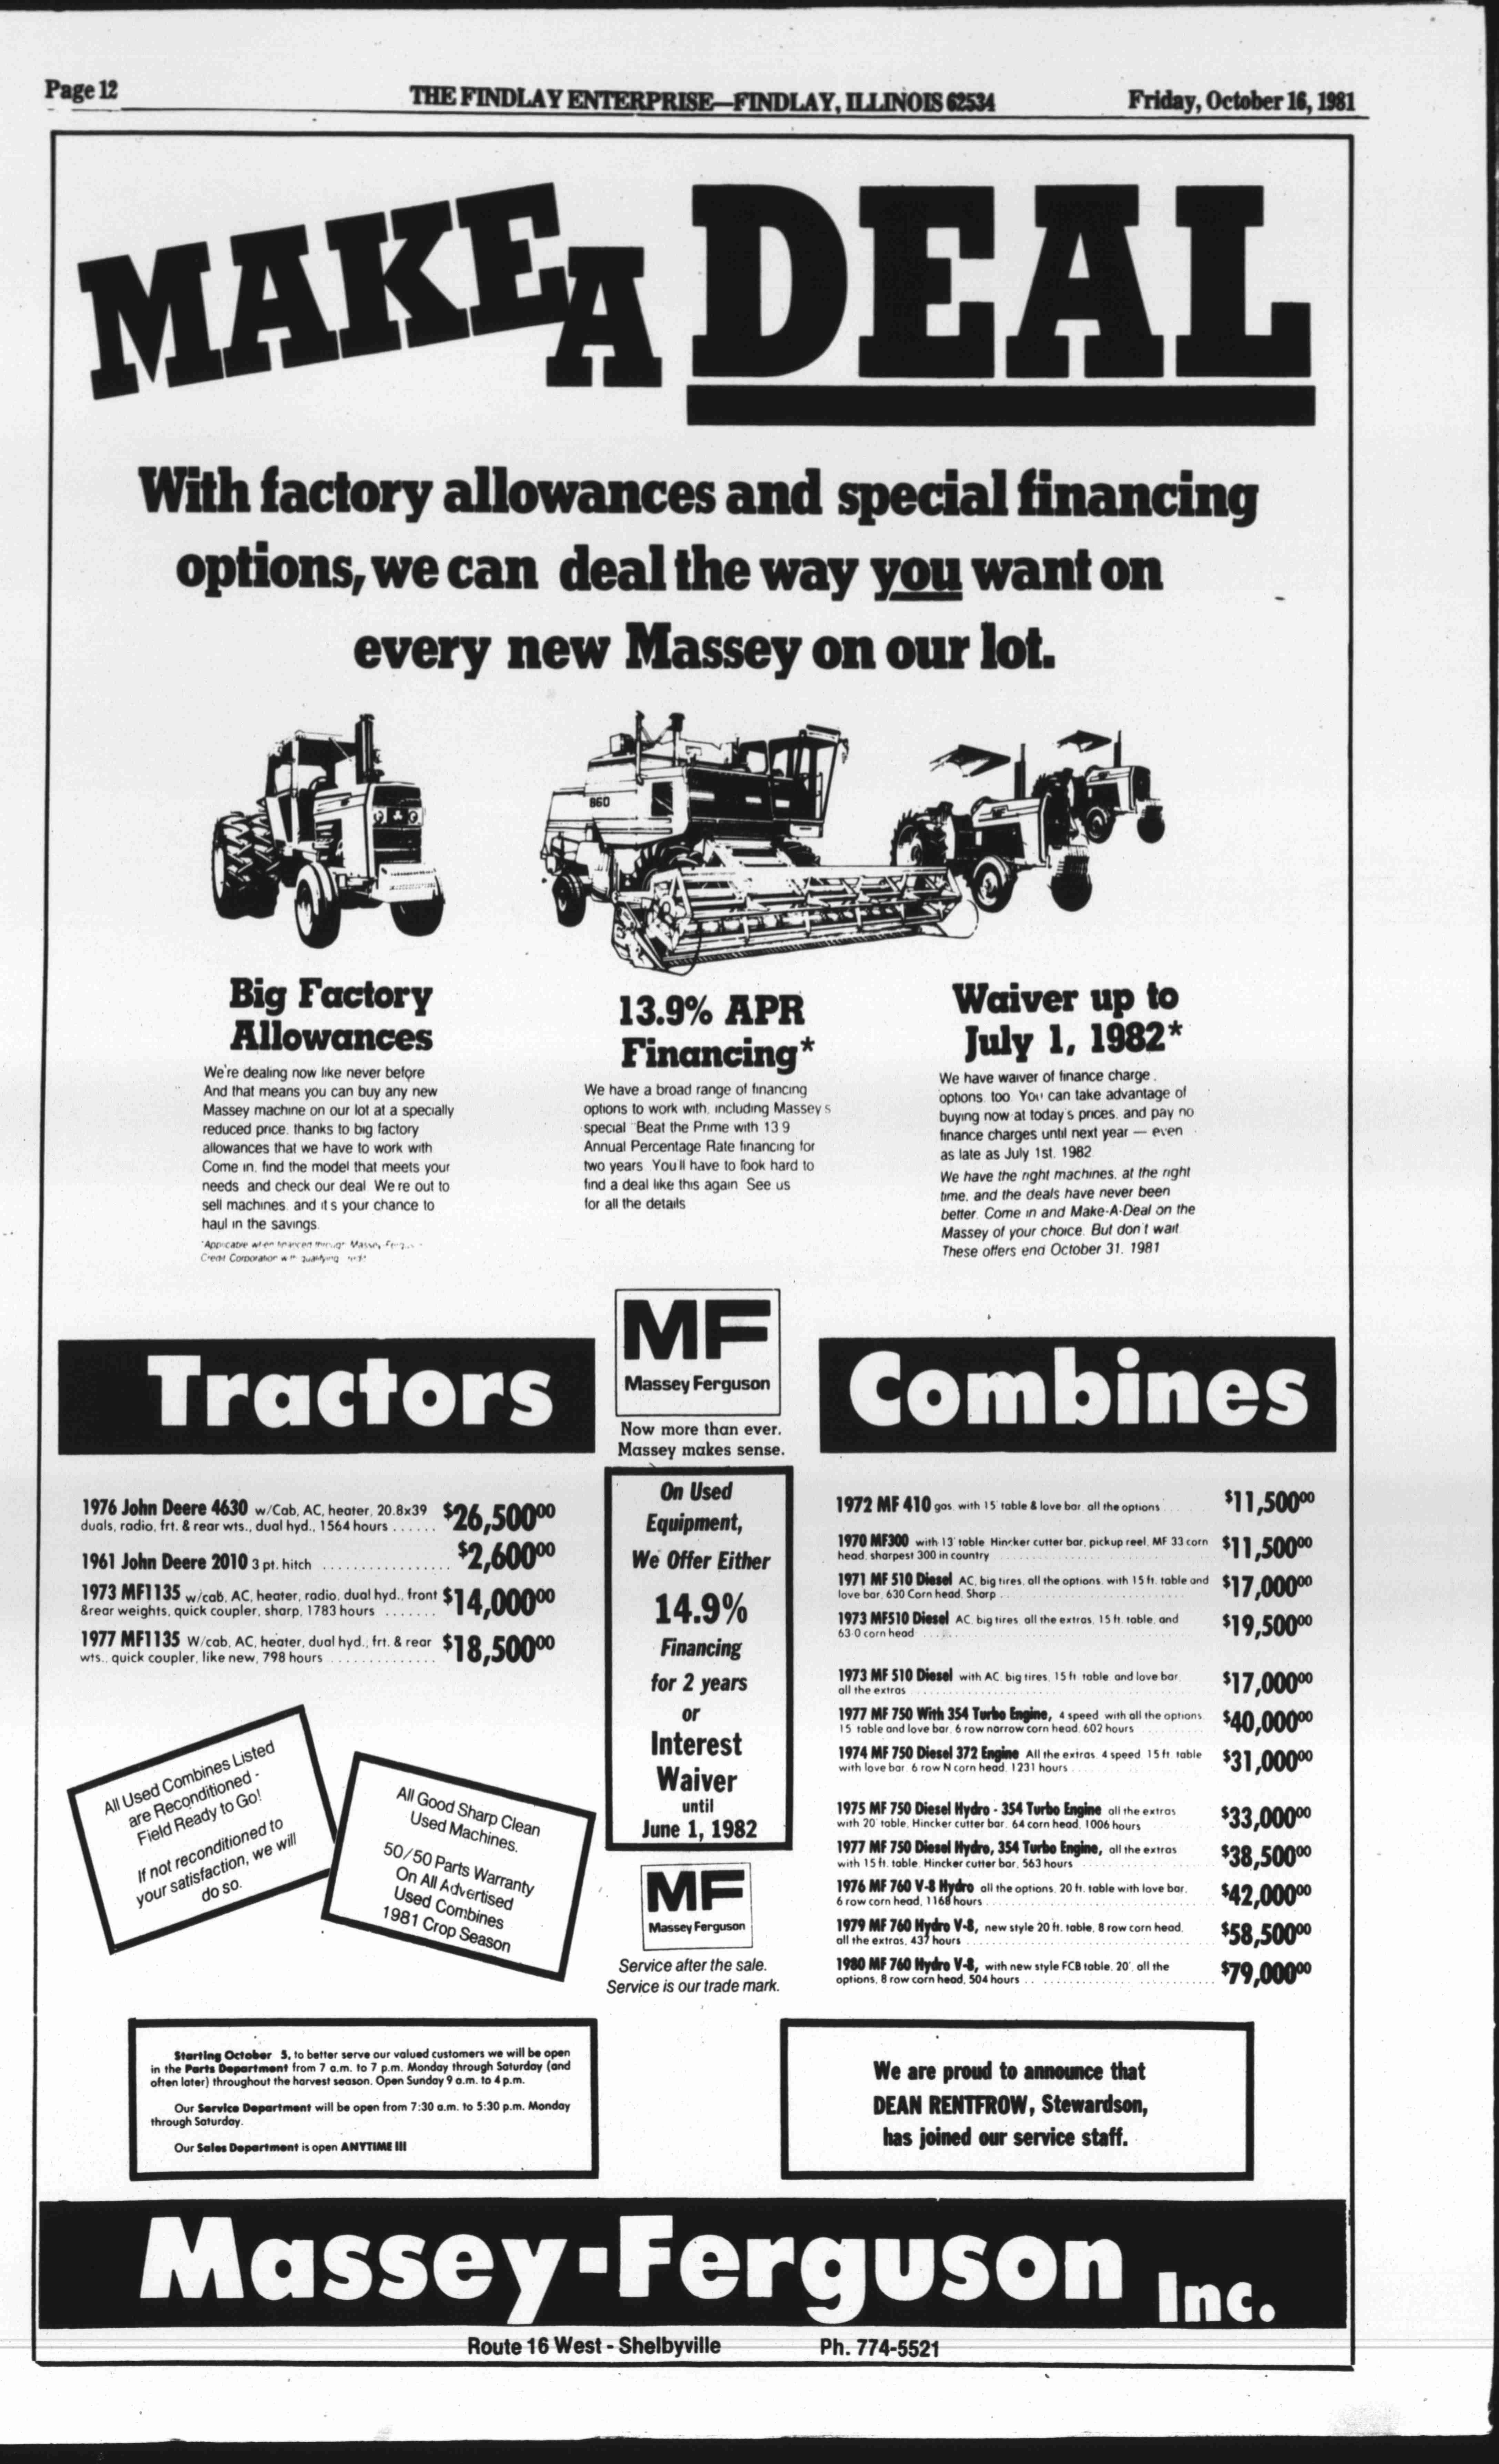 Page 12
THE FINDLAY ENTERPRISE—FINDLAY, ILLINOIS 62534
Friday, October 16, 1981
MAKE A DEAL
With factory allowances and special financing
options, we can deal the way you want on
every new Massey on our lot.
860
Big Factory
Allowances
We're dealing now like never before
And that means you can buy any new
Massey machine on our lot at a specially
reduced price. thanks to big factory
allowances that we have to work with
Come in. find the model that meets your
needs and check our deal We re out to
sell machines. and it s your chance to
haul in the savings.
*Applicable when financed through Massey
Credit Corporation qualifying
13.9% APR
Financing*
We have a broad range of financing
options to work with. including Massey s
special "Beat the Prime with 13 9
Annual Percentage Rate financing for
two years You ll have to look hard to
find a deal like this again See us
for all the details
Waiver up to
July 1, 1982*
We have waiver of finance charge
options too You can take advantage of
buying now at today's prices. and pay no
finance charges until next year — even
as late as July 1st. 1982
We have the right machines. at the right
time, and the deals have never been
better. Come in and Make-A-Deal on the
Massey of your choice. But don't wait
These offers end October 31. 1981
MF
Massey Ferguson
Now more than ever.
Massey makes sense.
Tractors
1976 John Deere 4630 w/Cab, AC, heater, 20.8x39
duals, radio, frt. & rear wts., dual hyd., 1564 hours ...... $26,500⁰⁰
1961 John Deere 2010 3 pt. hitch ................ $2,600⁰⁰
1973 MF1135 w/cab, AC, heater, radio, dual hyd., front
&rear weights, quick coupler, sharp, 1783 hours ....... $14,000⁰⁰
1977 MF1135 W/cab, AC, heater, dual hyd., frt. & rear
wts., quick coupler, like new, 798 hours .............. $18,500⁰⁰
All Used Combines Listed
are Reconditioned -
Field Ready to Go!
If not reconditioned to
your satisfaction, we will
do so.
All Good Sharp Clean
Used Machines.
50/50 Parts Warranty
On All Advertised
Used Combines
1981 Crop Season
On Used
Equipment,
We Offer Either
14.9%
Financing
for 2 years
or
Interest
Waiver
until
June 1, 1982
MF
Massey Ferguson
Service after the sale.
Service is our trade mark.
Combines
1972 MF 410 gas, with 15' table & love bar, all the options $11,500⁰⁰
1970 MF300 with 13' table Hincker cutter bar, pickup reel, MF 33 corn
head, sharpest 300 in country $11,500⁰⁰
1971 MF 510 Diesel AC, big tires, all the options, with 15 ft. table and
love bar, 630 Corn head, Sharp $17,000⁰⁰
1973 MF510 Diesel AC big tires all the extras, 15 ft. table, and
63-0 corn head $19,500⁰⁰
1973 MF 510 Diesel with AC big tires, 15 ft table and love bar
all the extras $17,000⁰⁰
1977 MF 750 With 354 Turbo Engine, 4 speed with all the options
15 table and love bar, 6 row narrow corn head, 602 hours $40,000⁰⁰
1974 MF 750 Diesel 372 Engine All the extras 4 speed 15 ft table
with love bar 6 row N corn head, 1231 hours $31,000⁰⁰
1975 MF 750 Diesel Hydro - 354 Turbo Engine all the extras
with 20' table, Hincker cutter bar, 64 corn head, 1006 hours $33,000⁰⁰
1977 MF 750 Diesel Hydro, 354 Turbo Engine, all the extras
with 15 ft. table, Hincker cutter bar, 563 hours $38,500⁰⁰
1976 MF 760 V-8 Hydro all the options, 20 ft. table with love bar,
6 row corn head, 1168 hours $42,000⁰⁰
1979 MF 760 Hydro V-8, new style 20 ft. table, 8 row corn head,
all the extras, 437 hours $58,500⁰⁰
1980 MF 760 Hydro V-8, with new style FCB table, 20', all the
options, 8 row corn head, 504 hours $79,000⁰⁰
Starting October 5, to better serve our valued customers we will be open
in the Parts Department from 7 a.m. to 7 p.m. Monday through Saturday (and
often later) throughout the harvest season. Open Sunday 9 a.m. to 4 p.m.
Our Service Department will be open from 7:30 a.m. to 5:30 p.m. Monday
through Saturday.
Our Sales Department is open ANYTIME !!!
We are proud to announce that
DEAN RENTFROW, Stewardson,
has joined our service staff.
Massey-Ferguson Inc.
Route 16 West - Shelbyville Ph. 774-5521